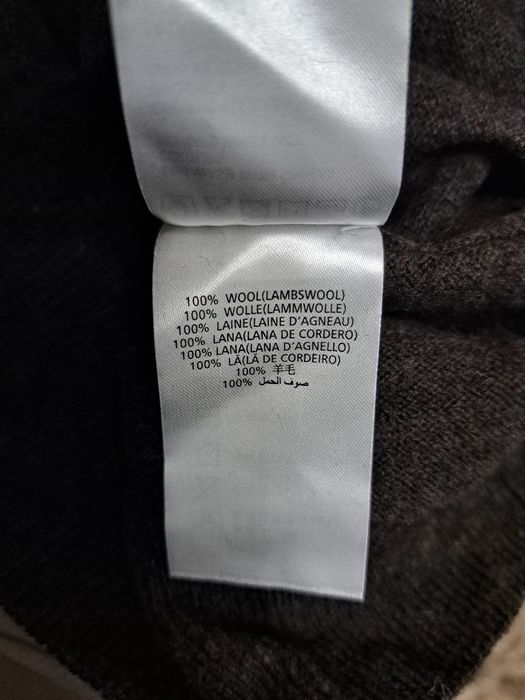 100% WOOL(LAMBSWOOL)
100% WOLLE(LAMMWOLLE)
100% LAINE(LAINE D'AGNEAU)
100% LANA(LANA DE CORDERO)
100% LANA(LANA D'AGNELLO)
100% LÃ(LÃ DE CORDEIRO)
100% 羊毛
100% صوف الحمل